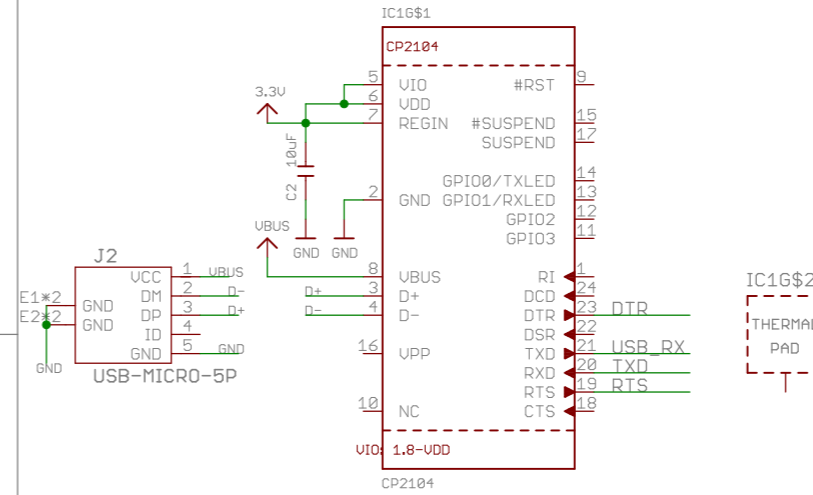 IC1G$1
CP2104
5 VIO #RST 9
3.3V
6 VDD
7 REGIN #SUSPEND 15
SUSPEND 17
10uF
C2
GPIO0/TXLED 14
2 GND GPIO1/RXLED 13
GPIO2 12
GPIO3 11
VBUS
GND GND
J2
8 VBUS RI 1
VCC 1 VBUS
DM 2 D-
D+ 3 D+ DCD 24
DP 3 D+
D- 4 D- DTR 23 DTR
ID 4
DSR 22
GND 5 GND
16 VPP TXD 21 USB_RX
RXD 20 TXD
RTS 19 RTS
10 NC CTS 18
E1*2 GND
E2*2 GND
GND
USB-MICRO-5P
IC1G$2
THERMAL
PAD
VIO: 1.8-VDD
CP2104